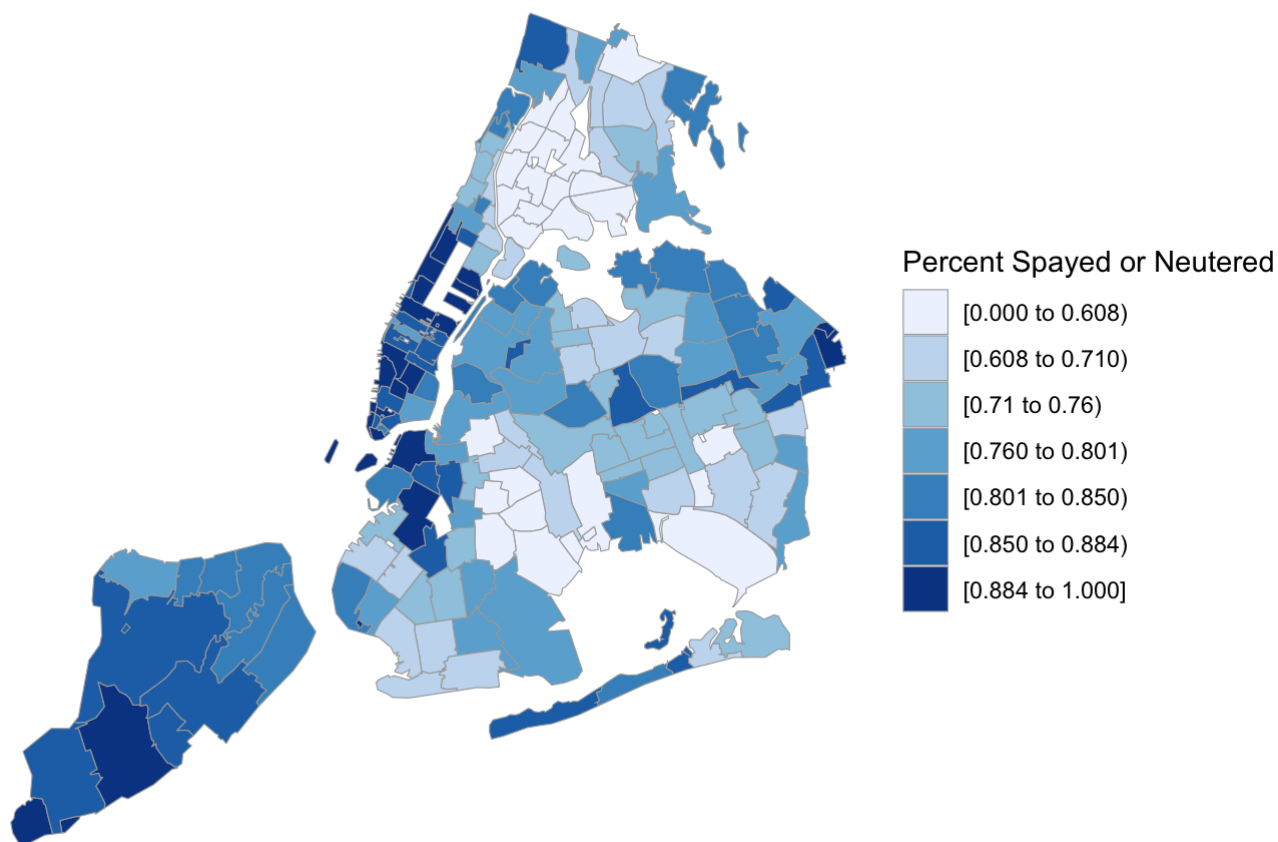 Percent Spayed or Neutered
[0.000 to 0.608)
[0.608 to 0.710)
[0.71 to 0.76)
[0.760 to 0.801)
[0.801 to 0.850)
[0.850 to 0.884)
[0.884 to 1.000]